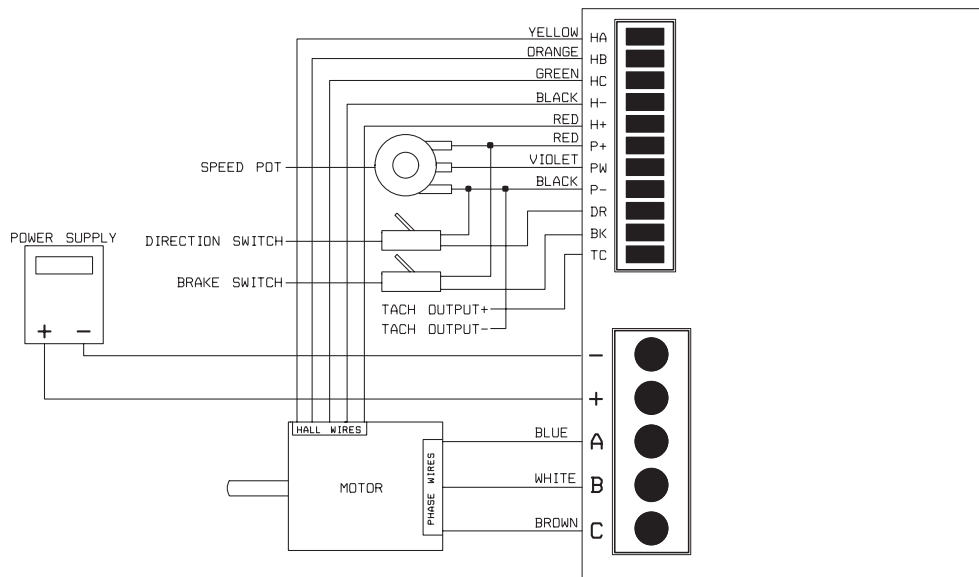 YELLOW HA
ORANGE HB
GREEN HC
BLACK H-
RED H+
RED P+
SPEED POT VIOLET PW
BLACK P-
DR
POWER SUPPLY DIRECTION SWITCH BK
TC
BRAKE SWITCH
TACH OUTPUT+
TACH OUTPUT-
+ -
-
+
HALL WIRES
BLUE A
MOTOR PHASE WIRES WHITE B
BROWN C